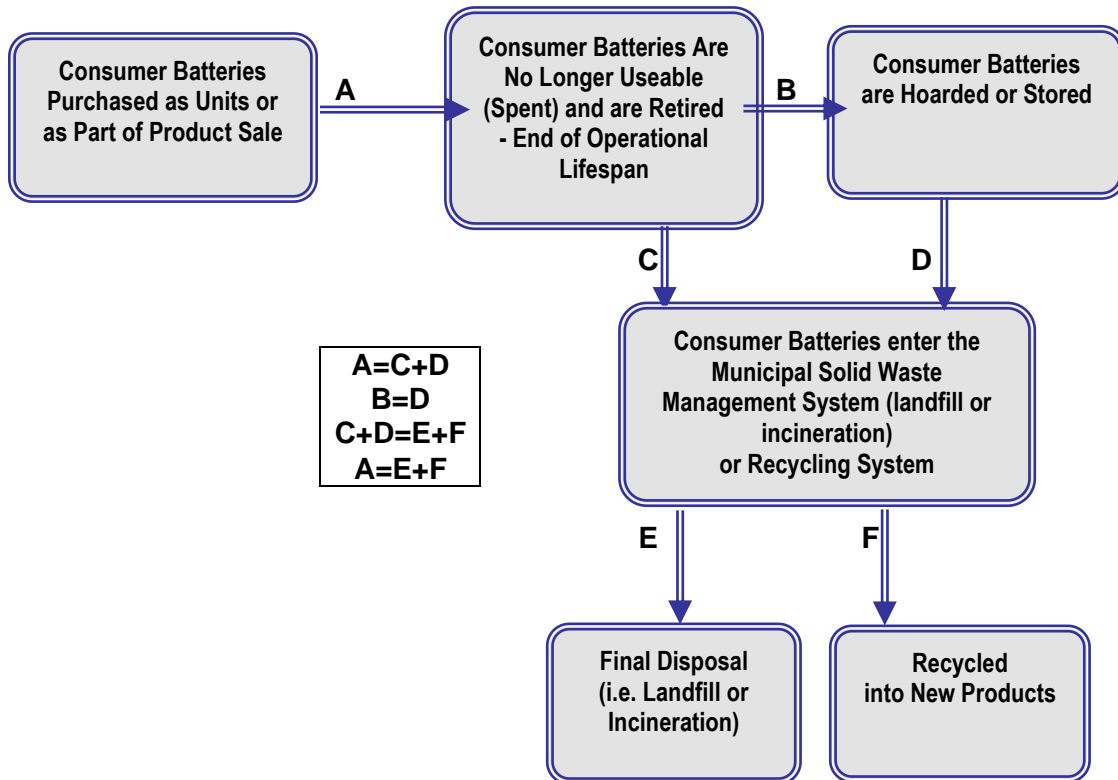 Consumer Batteries
Purchased as Units or
as Part of Product Sale
A
Consumer Batteries Are
No Longer Useable
(Spent) and are Retired
- End of Operational
Lifespan
B
Consumer Batteries
are Hoarded or Stored
C
D
A=C+D
B=D
C+D=E+F
A=E+F
Consumer Batteries enter the
Municipal Solid Waste
Management System (landfill or
incineration)
or Recycling System
E
F
Final Disposal
(i.e. Landfill or
Incineration)
Recycled
into New Products